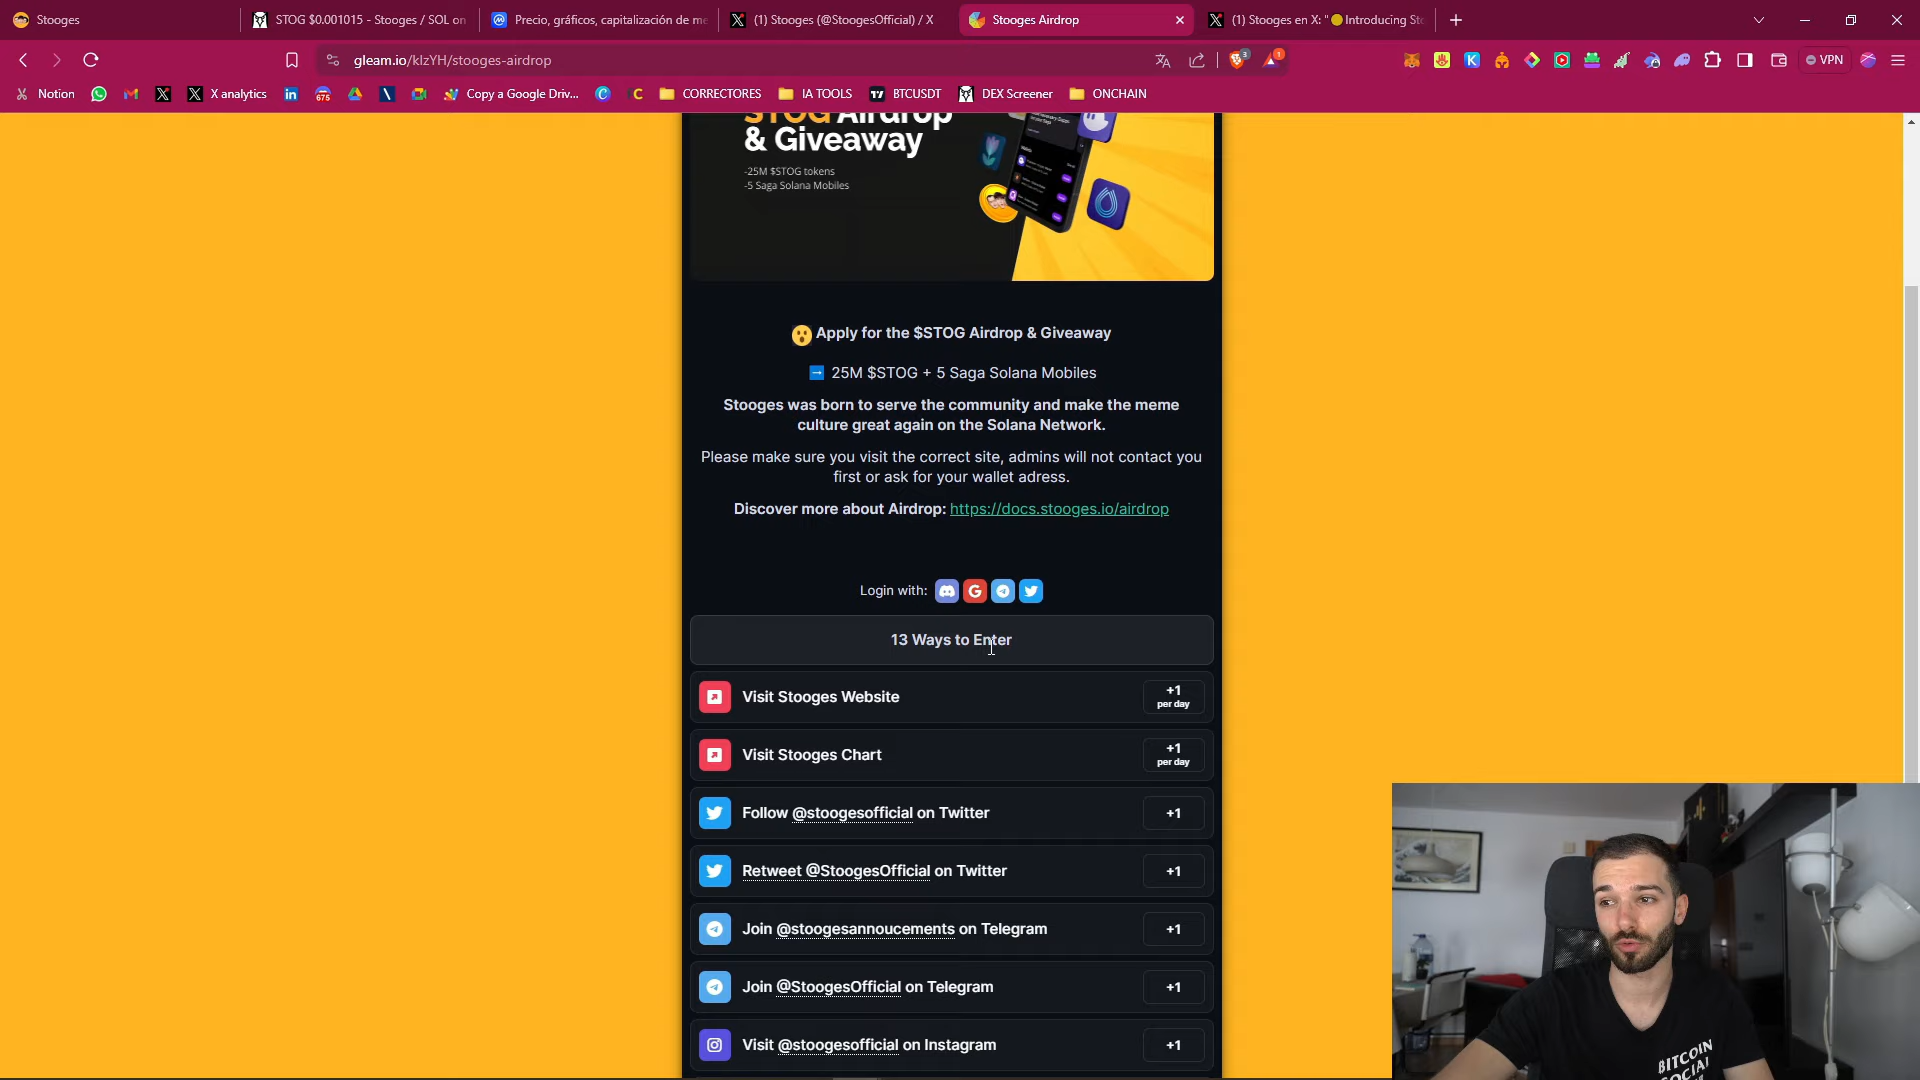 Stooges
STOG $0.001015 - Stooges / SOL on
Precio, gráficos, capitalización de me
(1) Stooges (@StoogesOfficial) / X
Stooges Airdrop
(1) Stooges en X: "🟡Introducing Sto
gleam.io/klzYH/stooges-airdrop
3
1
VPN
Notion
X analytics
675
Copy a Google Driv...
CORRECTORES
IA TOOLS
BTCUSDT
DEX Screener
ONCHAIN
STOG Airdrop
& Giveaway
-25M $STOG tokens
-5 Saga Solana Mobiles
😮 Apply for the $STOG Airdrop & Giveaway
➡️ 25M $STOG + 5 Saga Solana Mobiles
Stooges was born to serve the community and make the meme
culture great again on the Solana Network.
Please make sure you visit the correct site, admins will not contact you
first or ask for your wallet adress.
Discover more about Airdrop: https://docs.stooges.io/airdrop
Login with:
13 Ways to Enter
Visit Stooges Website
+1
per day
Visit Stooges Chart
+1
per day
Follow @stoogesofficial on Twitter
+1
Retweet @StoogesOfficial on Twitter
+1
Join @stoogesannoucements on Telegram
+1
Join @StoogesOfficial on Telegram
+1
Visit @stoogesofficial on Instagram
+1
BITCOIN
SOCIAL